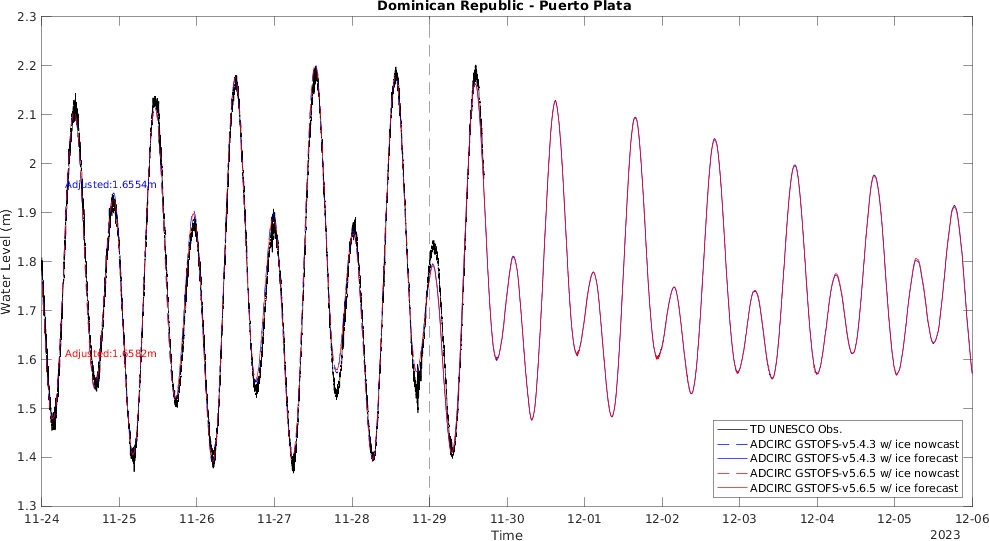 Dominican Republic - Puerto Plata
2.3
2.2
2.1
2
1.9
1.8
1.7
1.6
1.5
1.4
1.3
Water Level (m)
Adjusted:1.6554m
Adjusted:1.6582m
TD UNESCO Obs.
ADCIRC GSTOFS-v5.4.3 w/ ice nowcast
ADCIRC GSTOFS-v5.4.3 w/ ice forecast
ADCIRC GSTOFS-v5.6.5 w/ ice nowcast
ADCIRC GSTOFS-v5.6.5 w/ ice forecast
11-24 11-25 11-26 11-27 11-28 11-29 11-30 12-01 12-02 12-03 12-04 12-05 12-06
Time
2023